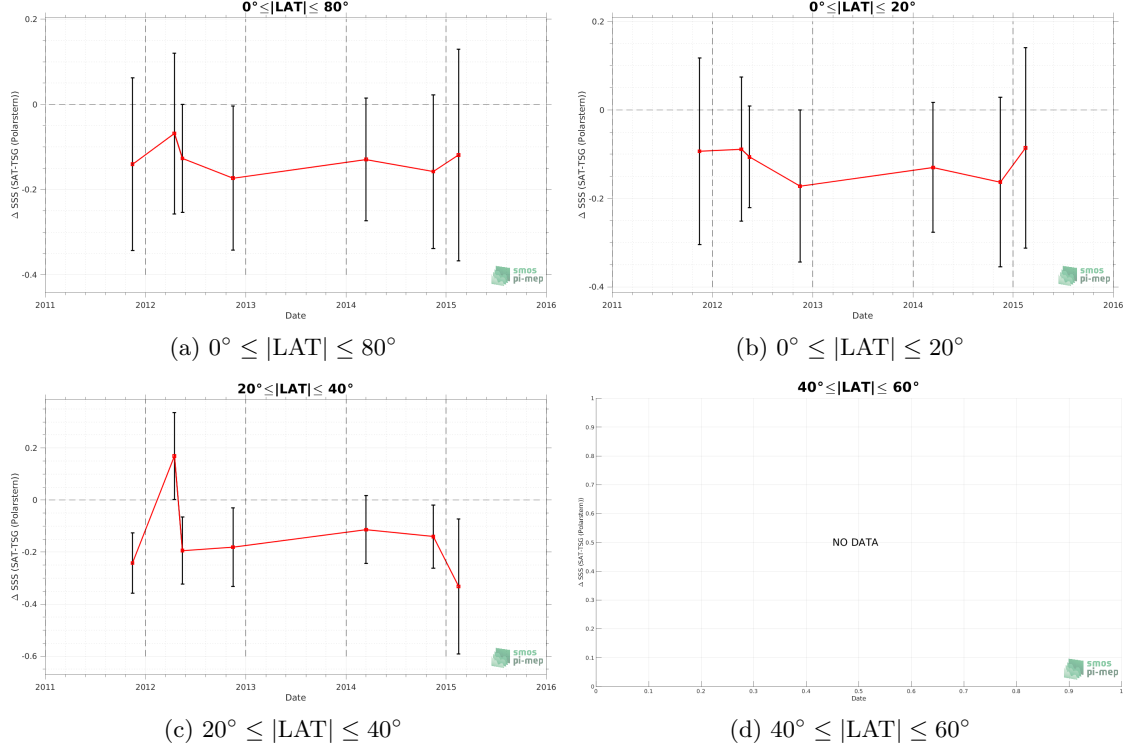 0°≤|LAT|≤ 80°
Δ SSS (SAT-TSG (Polarstern))
0.2
0
-0.2
-0.4
2011 2012 2013 2014 2015 2016
Date
smos
pi-mep
(a) 0° ≤ |LAT| ≤ 80°
0°≤|LAT|≤ 20°
Δ SSS (SAT-TSG (Polarstern))
0.2
0
-0.2
-0.4
2011 2012 2013 2014 2015 2016
Date
smos
pi-mep
(b) 0° ≤ |LAT| ≤ 20°
20°≤|LAT|≤ 40°
Δ SSS (SAT-TSG (Polarstern))
0.2
0
-0.2
-0.4
-0.6
2011 2012 2013 2014 2015 2016
Date
smos
pi-mep
(c) 20° ≤ |LAT| ≤ 40°
40°≤|LAT|≤ 60°
Δ SSS (SAT-TSG (Polarstern))
1
0.9
0.8
0.7
0.6
0.5
0.4
0.3
0.2
0.1
0
NO DATA
0 0.1 0.2 0.3 0.4 0.5 0.6 0.7 0.8 0.9 1
Date
smos
pi-mep
(d) 40° ≤ |LAT| ≤ 60°